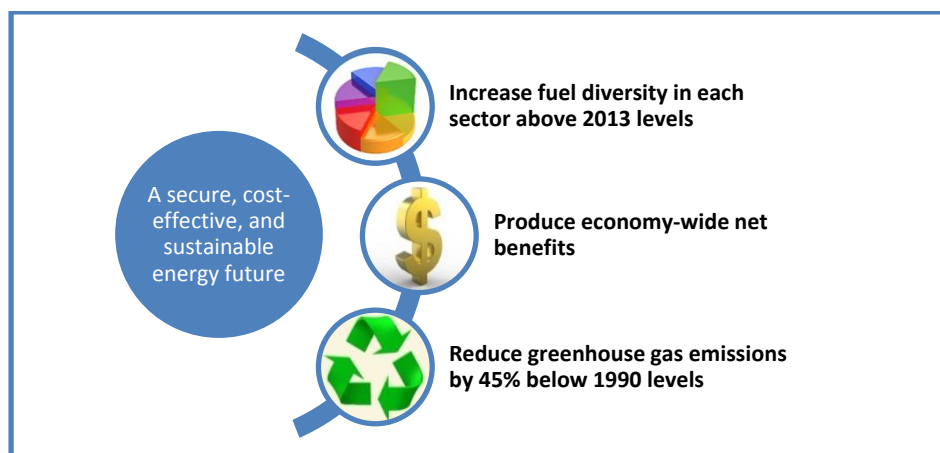 A secure, cost-
effective, and
sustainable
energy future
Increase fuel diversity in each
sector above 2013 levels
Produce economy-wide net
benefits
Reduce greenhouse gas emissions
by 45% below 1990 levels